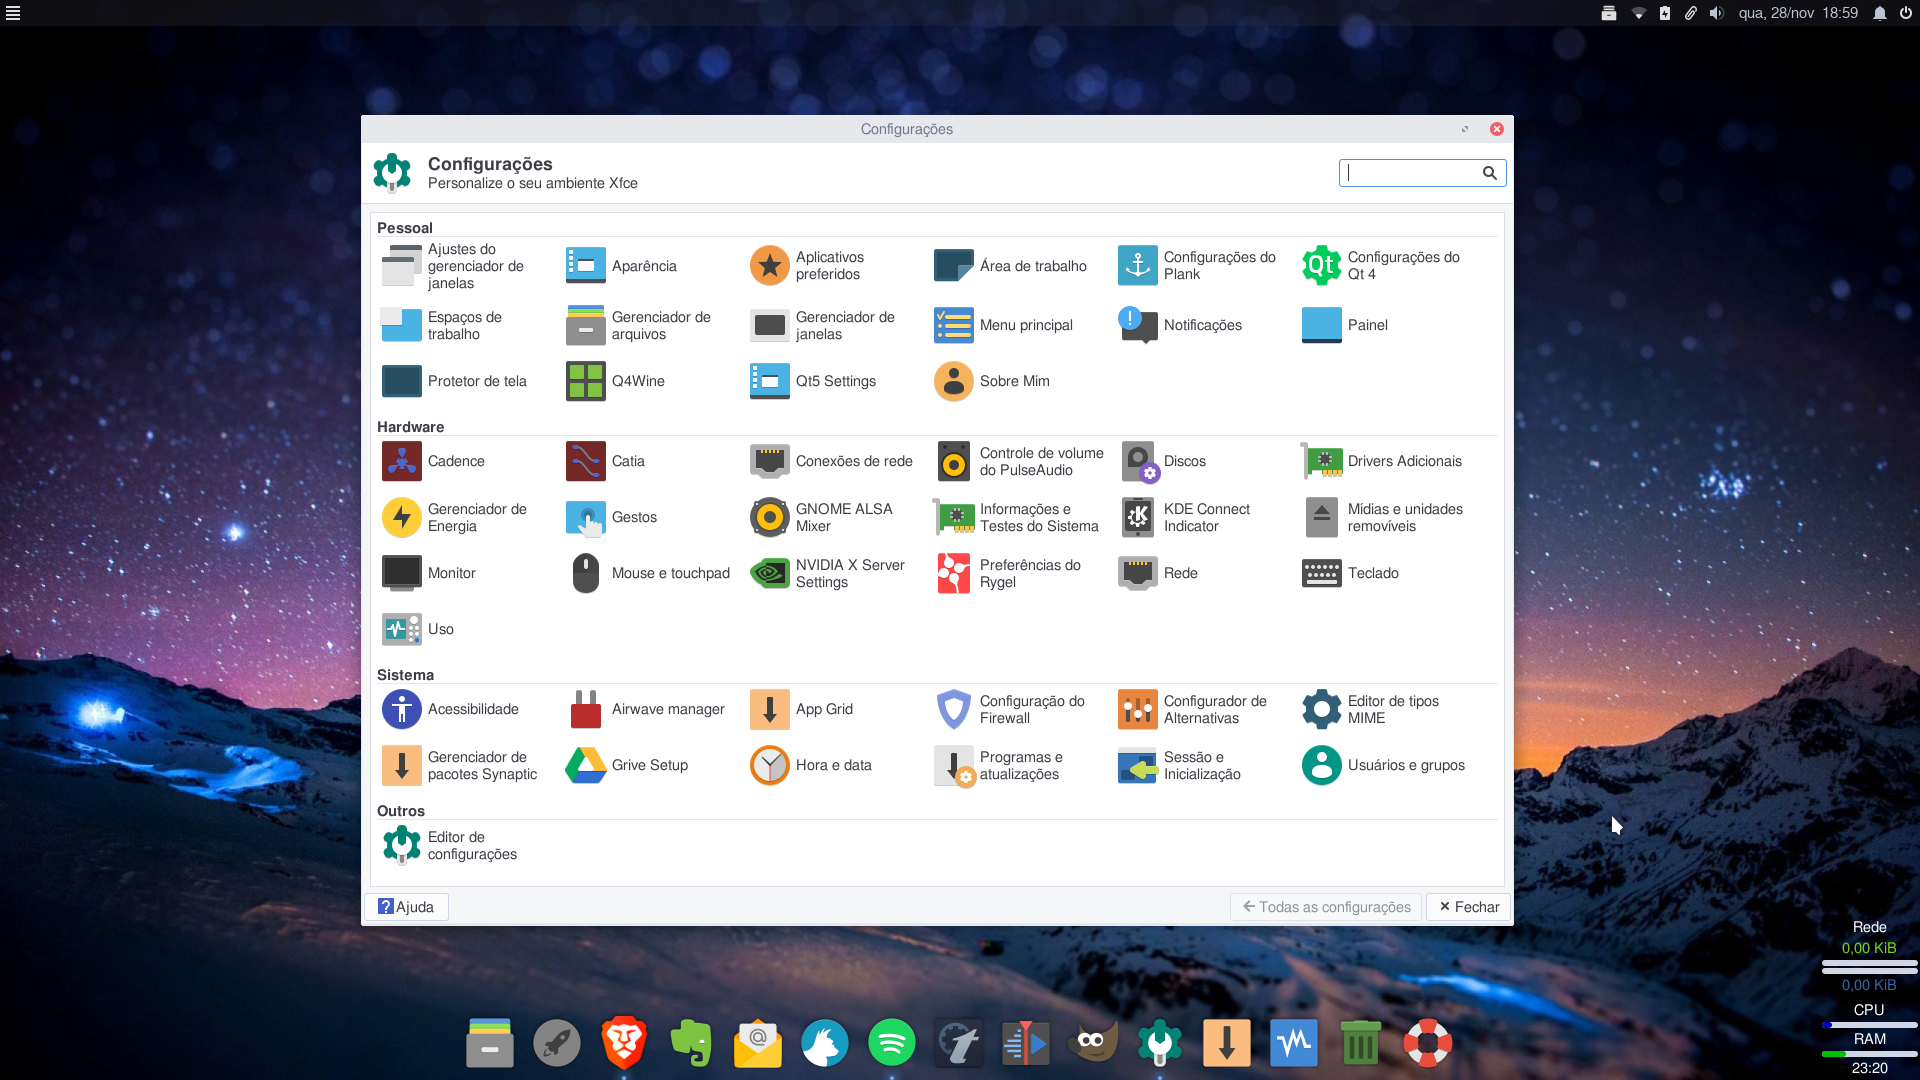 qua, 28/nov 18:59
Configurações
Configurações
Personalize o seu ambiente Xfce
Pessoal
Ajustes do
gerenciador de
janelas
Aparência
Aplicativos
preferidos
Área de trabalho
Configurações do
Plank
Qt
Configurações do
Qt 4
Espaços de
trabalho
Gerenciador de
arquivos
Gerenciador de
janelas
Menu principal
!
Notificações
Painel
Protetor de tela
Q4Wine
Qt5 Settings
Sobre Mim
Hardware
Cadence
Catia
Conexões de rede
Controle de volume
do PulseAudio
Discos
Drivers Adicionais
Gerenciador de
Energia
Gestos
GNOME ALSA
Mixer
Informações e
Testes do Sistema
KDE Connect
Indicator
Mídias e unidades
removíveis
Monitor
Mouse e touchpad
NVIDIA X Server
Settings
Preferências do
Rygel
Rede
Teclado
Uso
Sistema
Acessibilidade
Airwave manager
App Grid
Configuração do
Firewall
Configurador de
Alternativas
Editor de tipos
MIME
Gerenciador de
pacotes Synaptic
Grive Setup
Hora e data
Programas e
atualizações
Sessão e
Inicialização
Usuários e grupos
Outros
Editor de
configurações
? Ajuda
Todas as configurações
Fechar
Rede
0,00 KiB
0,00 KiB
CPU
RAM
23:20
@